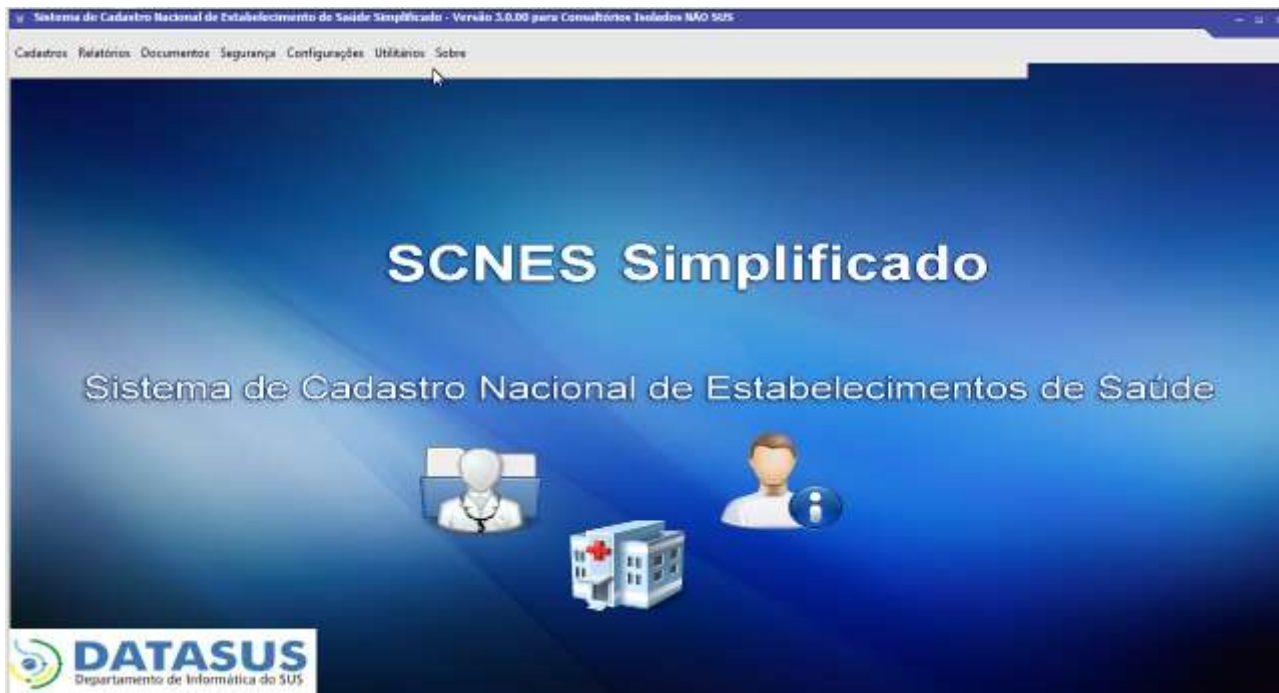 Sistema de Cadastro Nacional de Estabelecimento de Saúde Simplificado - Versão 3.0.00 para Consultórios Isolados NÃO SUS
Cadastros Relatórios Documentos Segurança Configurações Utilitários Sobre
SCNES Simplificado
Sistema de Cadastro Nacional de Estabelecimentos de Saúde
DATASUS
Departamento de Informática do SUS